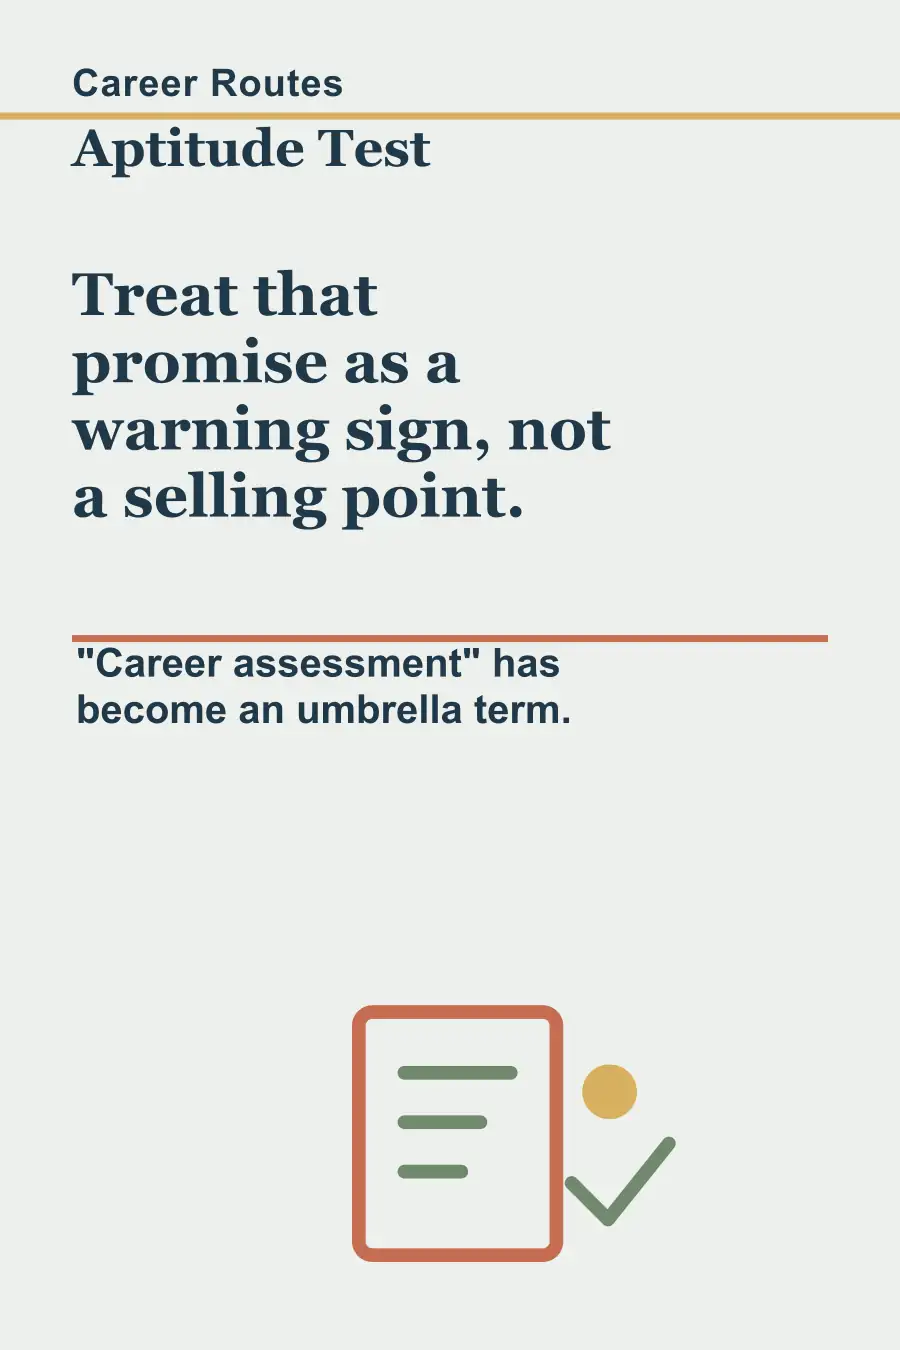 Career Routes
Aptitude Test
Treat that
promise as a
warning sign, not
a selling point.
"Career assessment" has
become an umbrella term.